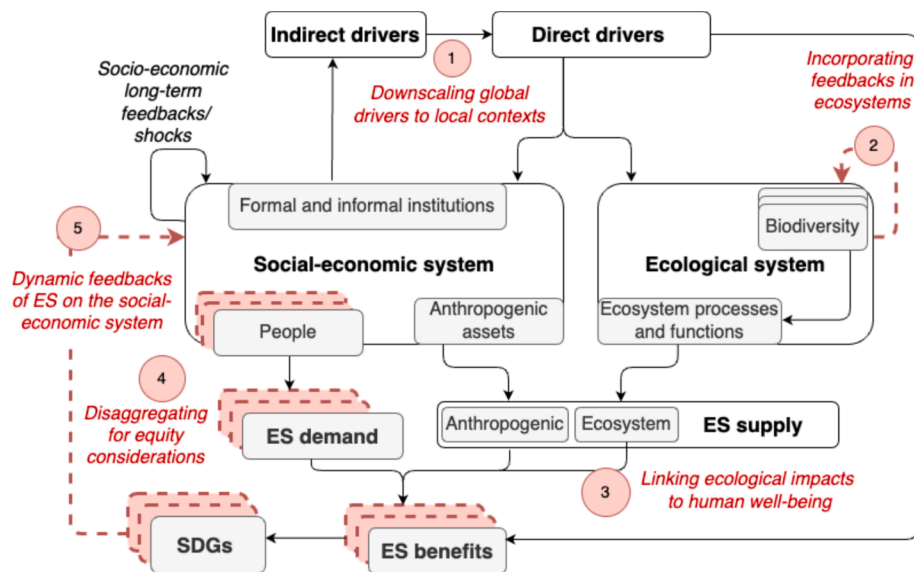 Indirect drivers
Direct drivers
1
Downscaling global
drivers to local contexts
Incorporating
feedbacks in
ecosystems
2
Socio-economic
long-term
feedbacks/
shocks
Formal and informal institutions
Biodiversity
5
Social-economic system
Ecological system
Dynamic feedbacks
of ES on the social-
economic system
People
Anthropogenic
assets
Ecosystem processes
and functions
4
Disaggregating
for equity
considerations
ES demand
Anthropogenic
Ecosystem
ES supply
3
Linking ecological impacts
to human well-being
SDGs
ES benefits